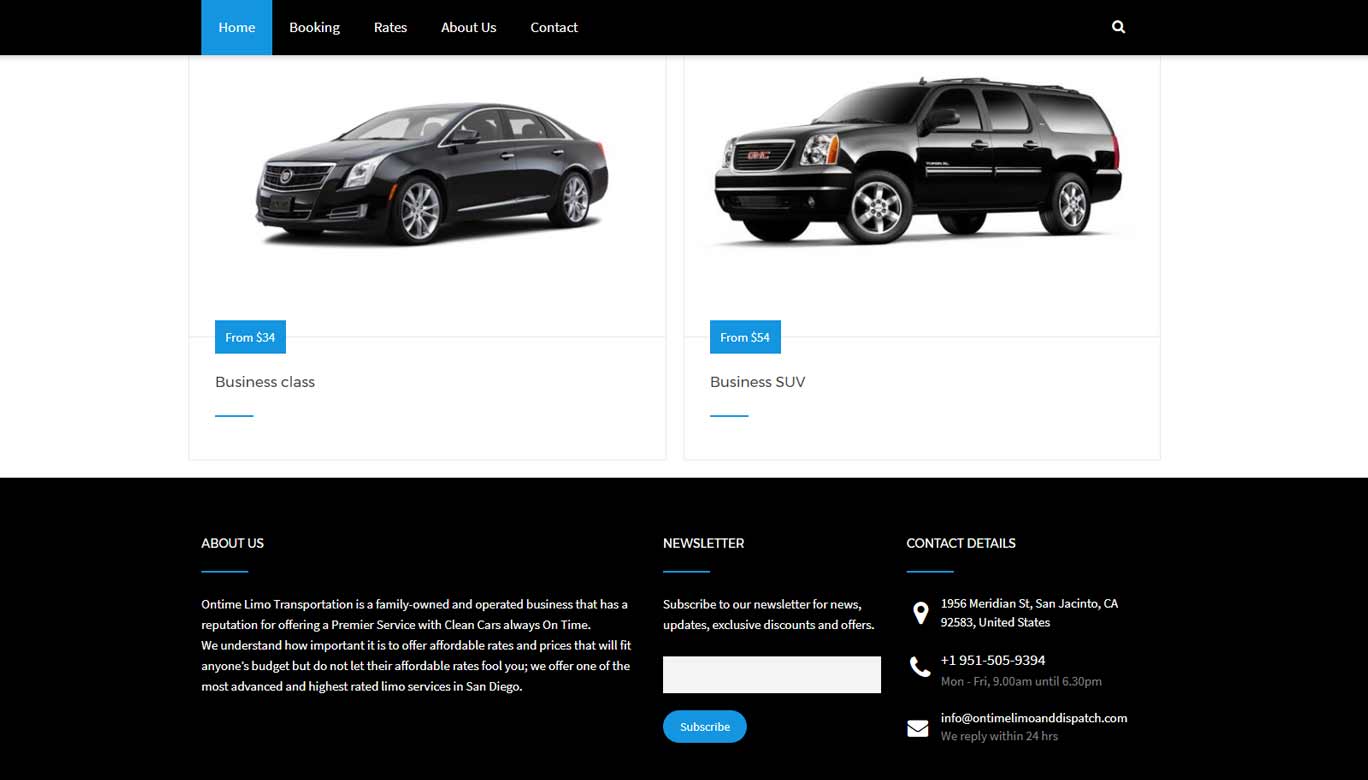 Home Booking Rates About Us Contact
GMC
YUKON XL
From $34
Business class
From $54
Business SUV
ABOUT US
Ontime Limo Transportation is a family-owned and operated business that has a
reputation for offering a Premier Service with Clean Cars always On Time.
We understand how important it is to offer affordable rates and prices that will fit
anyone’s budget but do not let their affordable rates fool you; we offer one of the
most advanced and highest rated limo services in San Diego.
NEWSLETTER
Subscribe to our newsletter for news,
updates, exclusive discounts and offers.
Subscribe
CONTACT DETAILS
1956 Meridian St, San Jacinto, CA
92583, United States
+1 951-505-9394
Mon - Fri, 9.00am until 6.30pm
info@ontimelimoanddispatch.com
We reply within 24 hrs